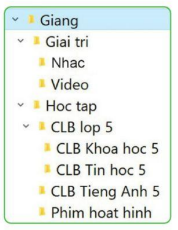 Giang
Giai tri
Nhac
Video
Hoc tap
CLB lop 5
CLB Khoa hoc 5
CLB Tin hoc 5
CLB Tieng Anh 5
Phim hoat hinh